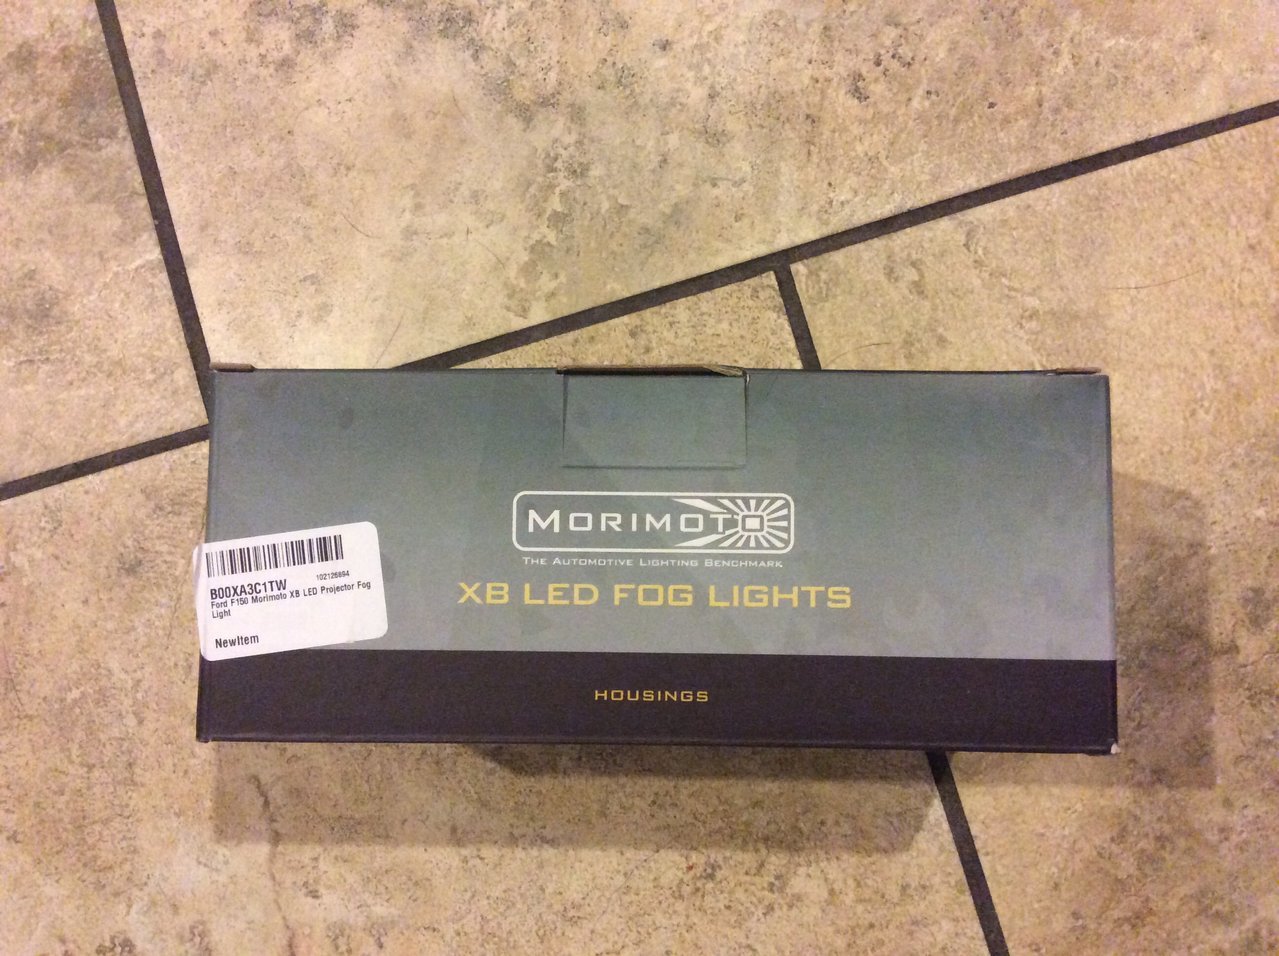 MORIMOTO
THE AUTOMOTIVE LIGHTING BENCHMARK
XB LED FOG LIGHTS
HOUSINGS
102126694
B00XA3C1TW
Ford F150 Morimoto XB LED Projector Fog
Light
NewItem